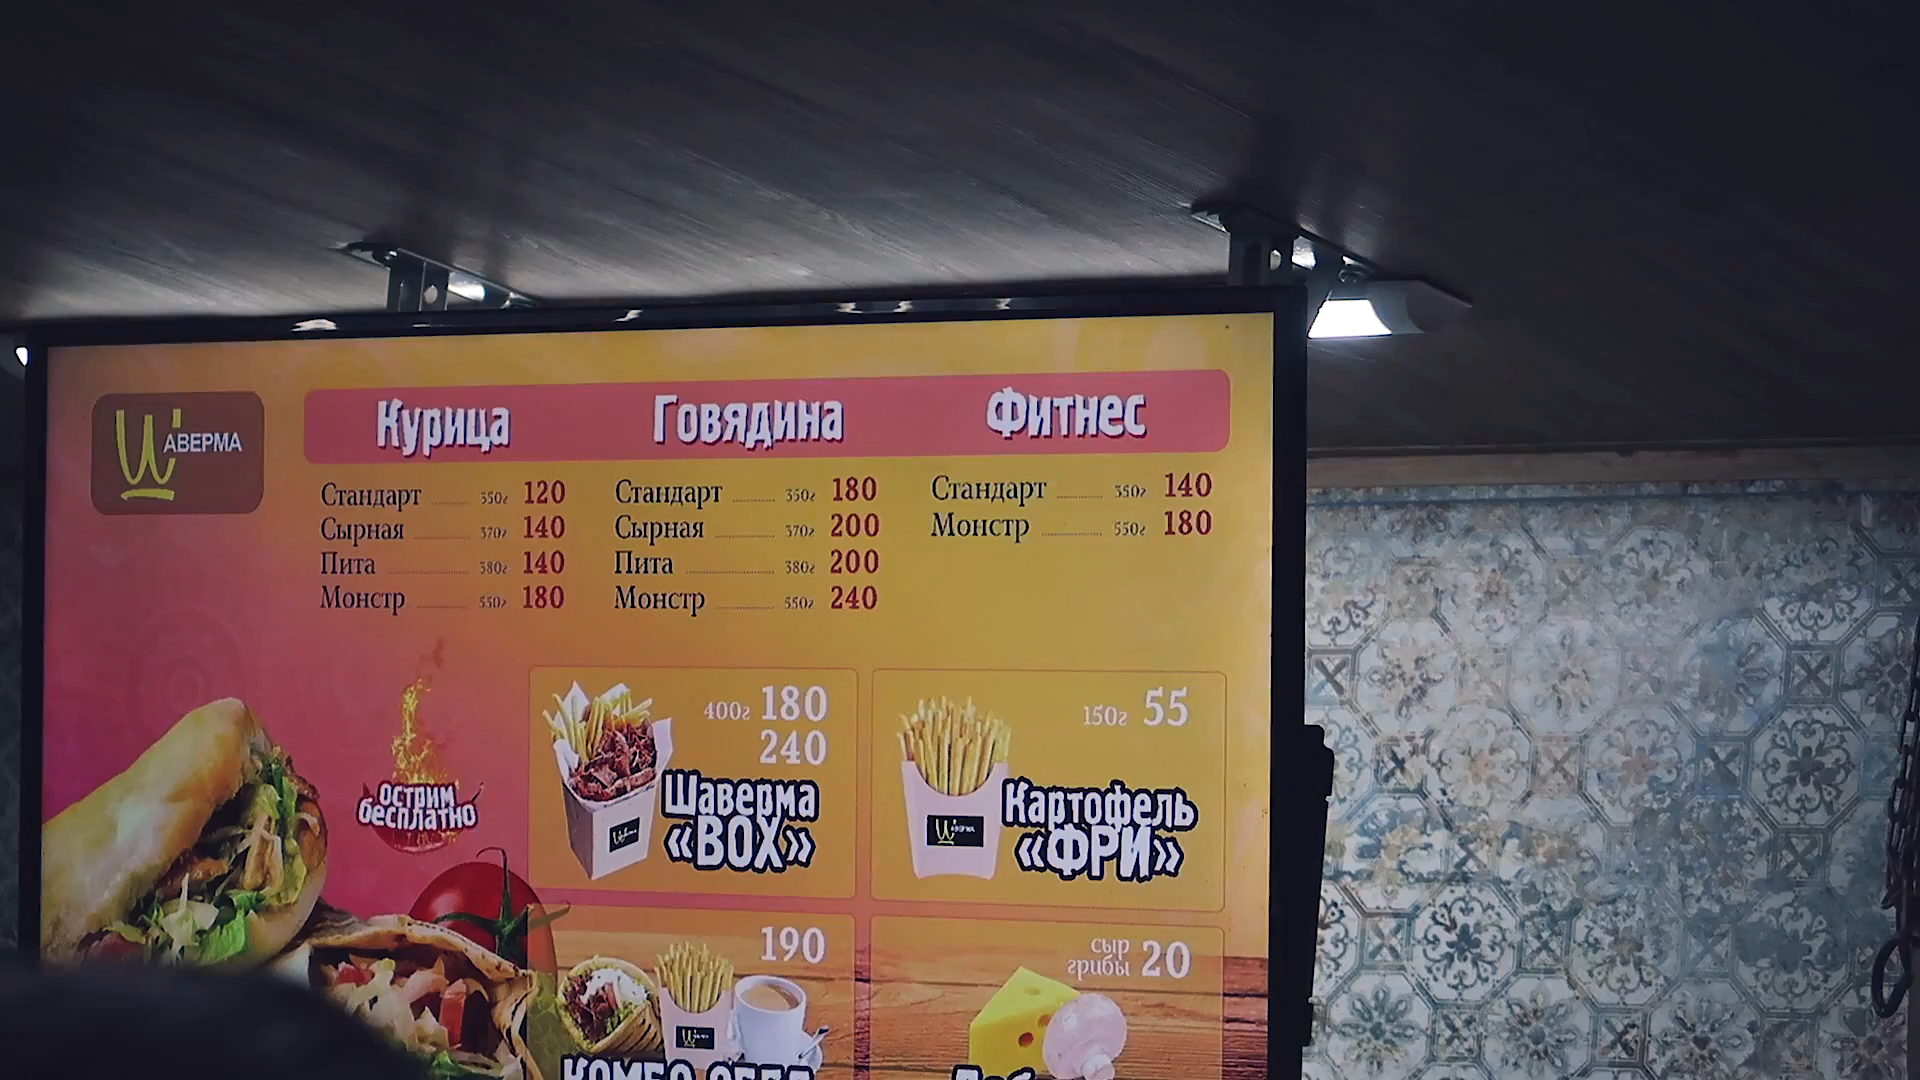 Ш АВЕРМА
Курица
Стандарт 350г 120
Сырная 370г 140
Пита 380г 140
Монстр 550г 180
Говядина
Стандарт 350г 180
Сырная 370г 200
Пита 380г 200
Монстр 550г 240
Фитнес
Стандарт 350г 140
Монстр 550г 180
острим
бесплатно
400г 180
240
Шаверма
«BOX»
150г 55
Картофель
«ФРИ»
190
КОМБО ОБЕД
сыр
грибы 20